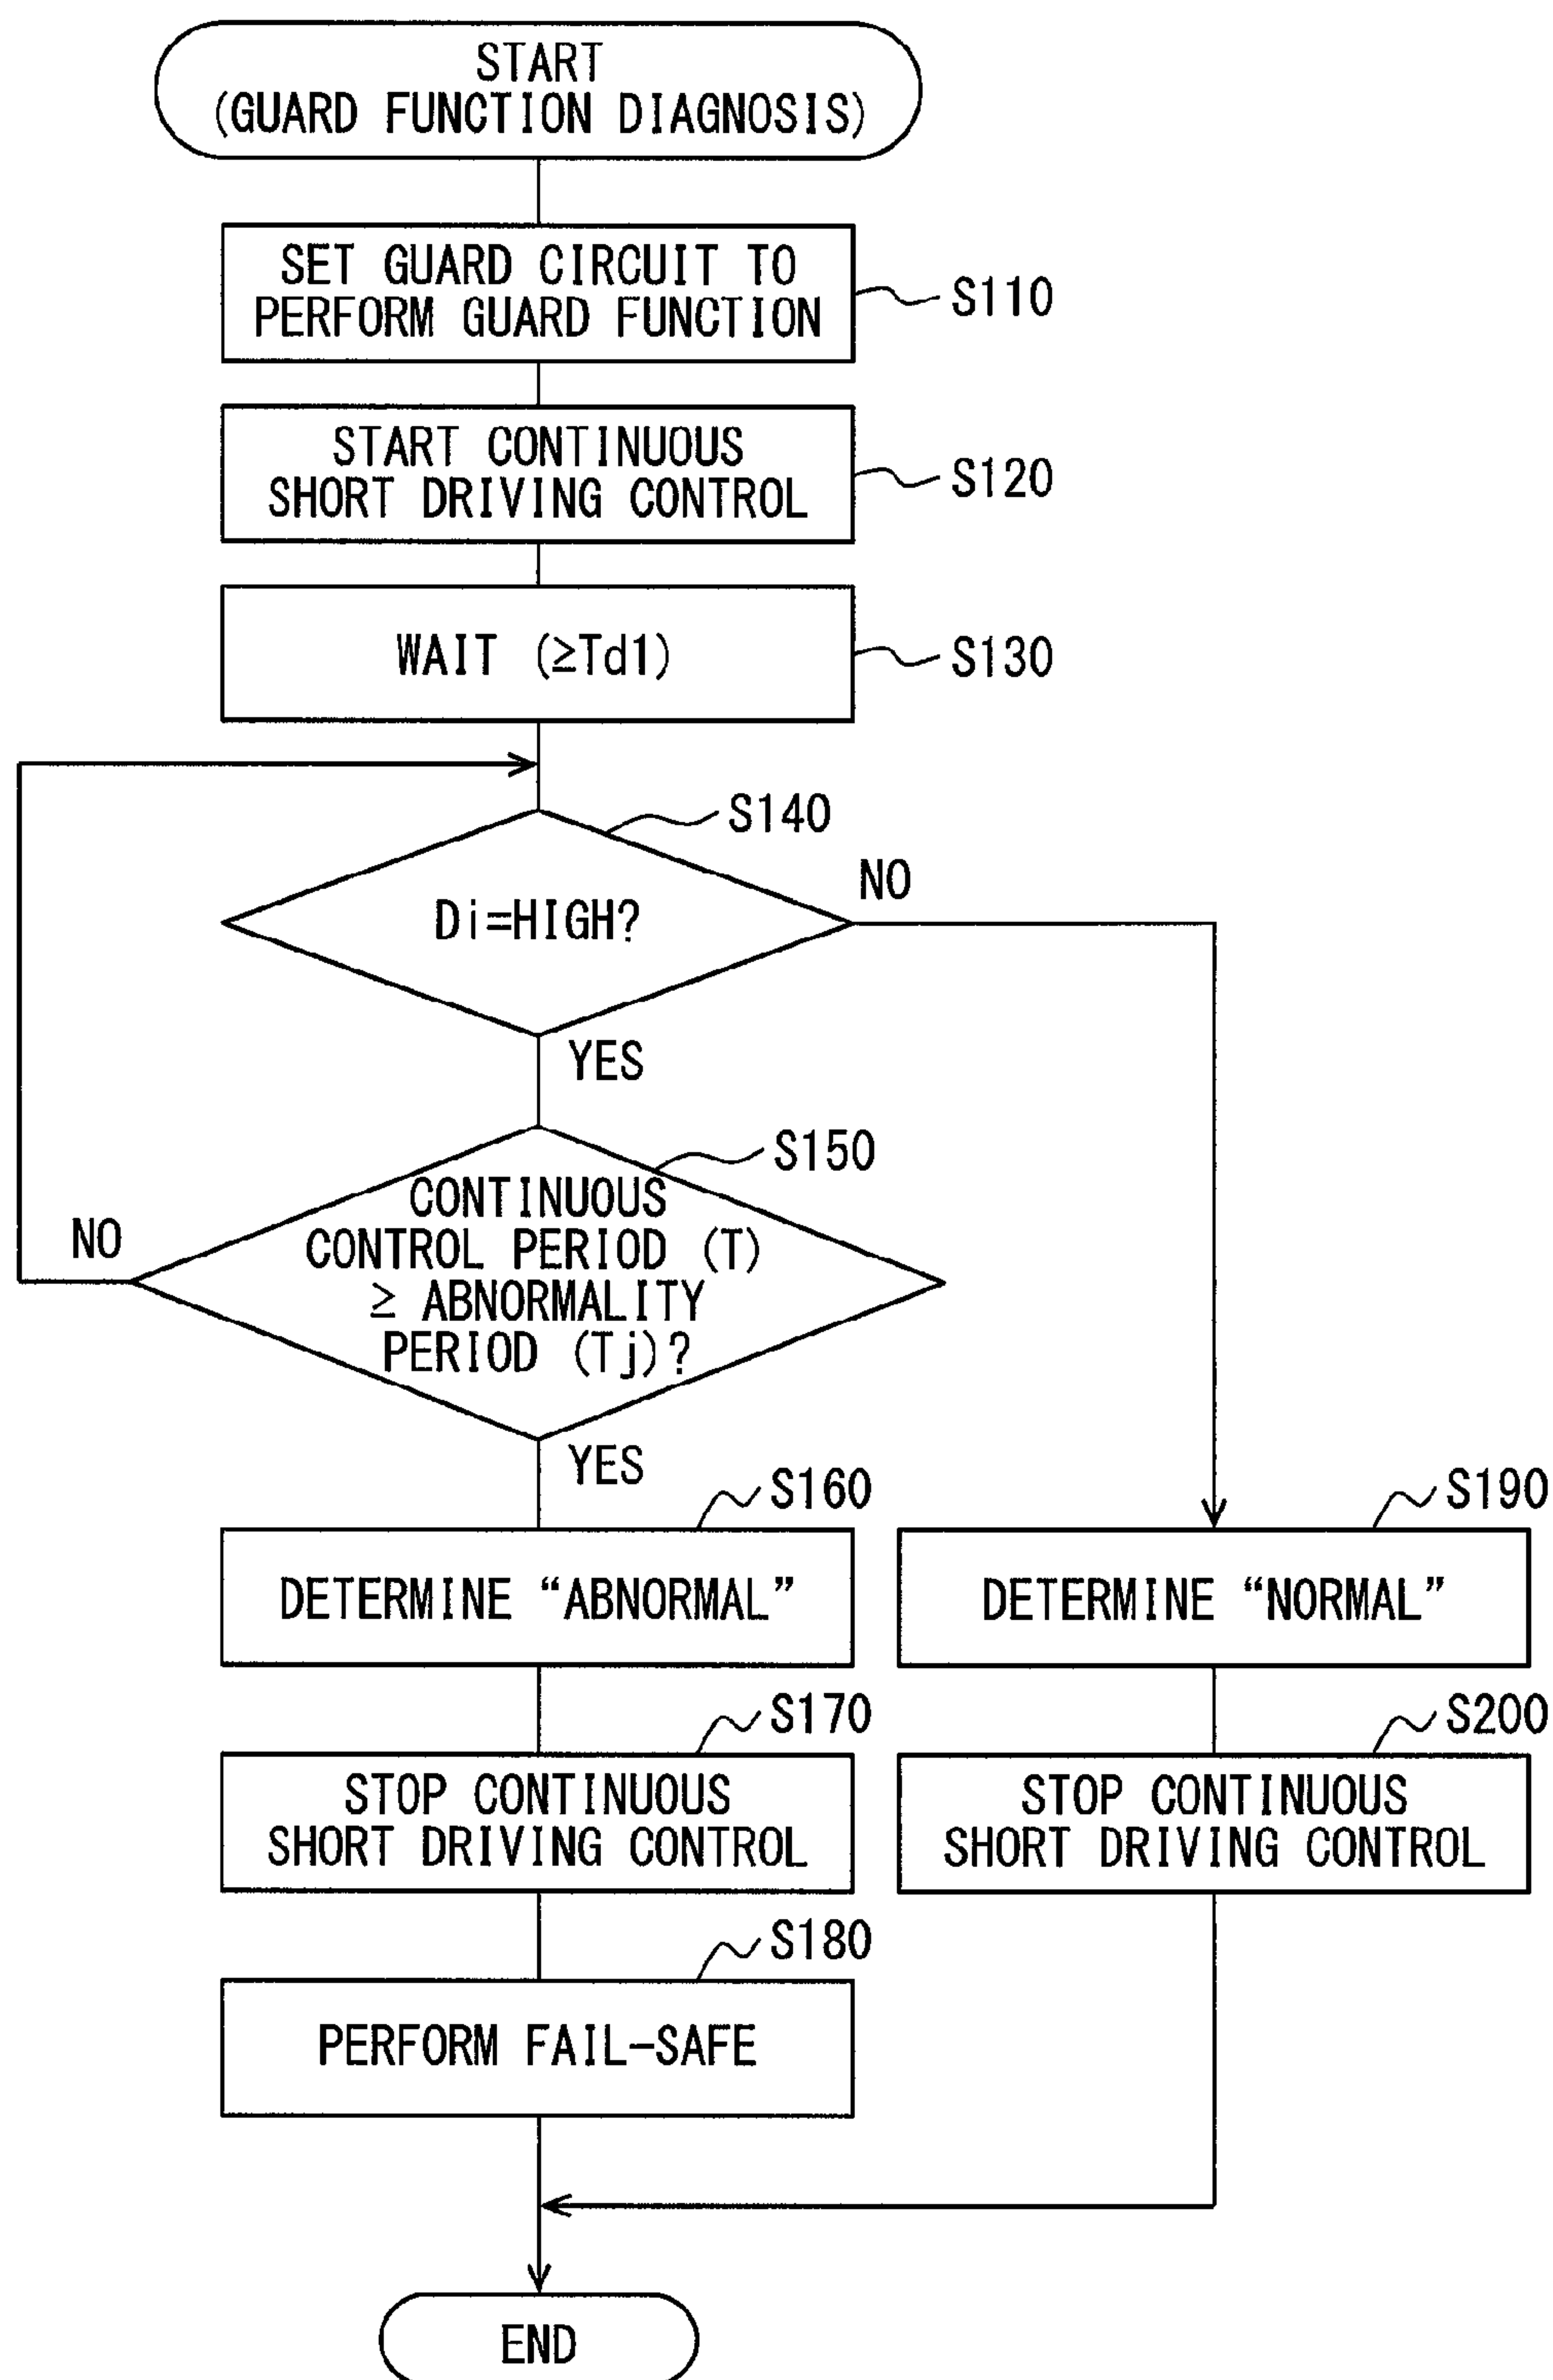 START
(GUARD FUNCTION DIAGNOSIS)
SET GUARD CIRCUIT TO
PERFORM GUARD FUNCTION
S110
START CONTINUOUS
SHORT DRIVING CONTROL
S120
WAIT (≥Td1)
S130
S140
Di=HIGH?
NO
YES
S150
CONTINUOUS
CONTROL PERIOD (T)
≥ ABNORMALITY
PERIOD (Tj)?
NO
YES
S160
DETERMINE “ABNORMAL”
S170
STOP CONTINUOUS
SHORT DRIVING CONTROL
S180
PERFORM FAIL-SAFE
S190
DETERMINE “NORMAL”
S200
STOP CONTINUOUS
SHORT DRIVING CONTROL
END